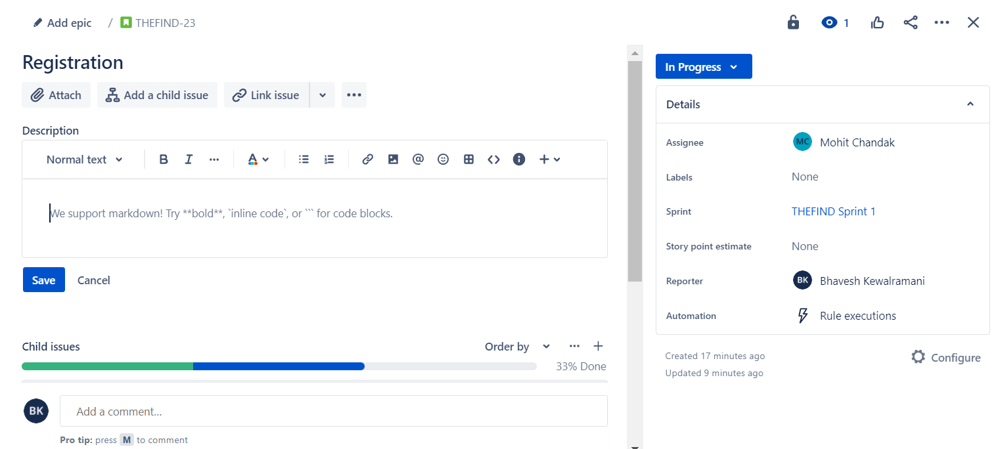 Add epic / THEFIND-23
1
Registration
Attach
Add a child issue
Link issue
Description
Normal text
B I ... A @ <> i +
We support markdown! Try **bold**, `inline code`, or ``` for code blocks.
Save
Cancel
Child issues
Order by
33% Done
BK
Add a comment...
Pro tip: press M to comment
In Progress
Details
Assignee
MC Mohit Chandak
Labels
None
Sprint
THEFIND Sprint 1
Story point estimate
None
Reporter
BK Bhavesh Kewalramani
Automation
Rule executions
Created 17 minutes ago
Updated 9 minutes ago
Configure